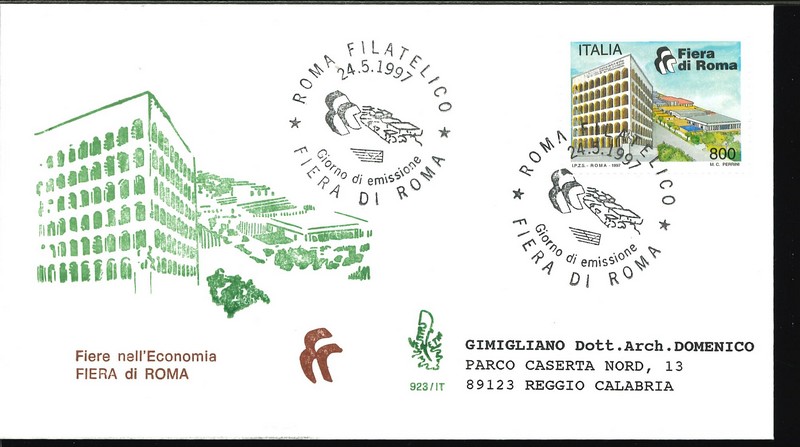 ROMA FILATELICO
24.5.1997
Giorno di emissione
FIERA DI ROMA
ITALIA
Fiera
di Roma
800
I.P.Z.S. - ROMA - 1997
M. C. PERRINI
ROMA FILATELICO
24.5.1997
Giorno di emissione
FIERA DI ROMA
Fiere nell'Economia
FIERA di ROMA
923/IT
GIMIGLIANO Dott.Arch.DOMENICO
PARCO CASERTA NORD, 13
89123 REGGIO CALABRIA